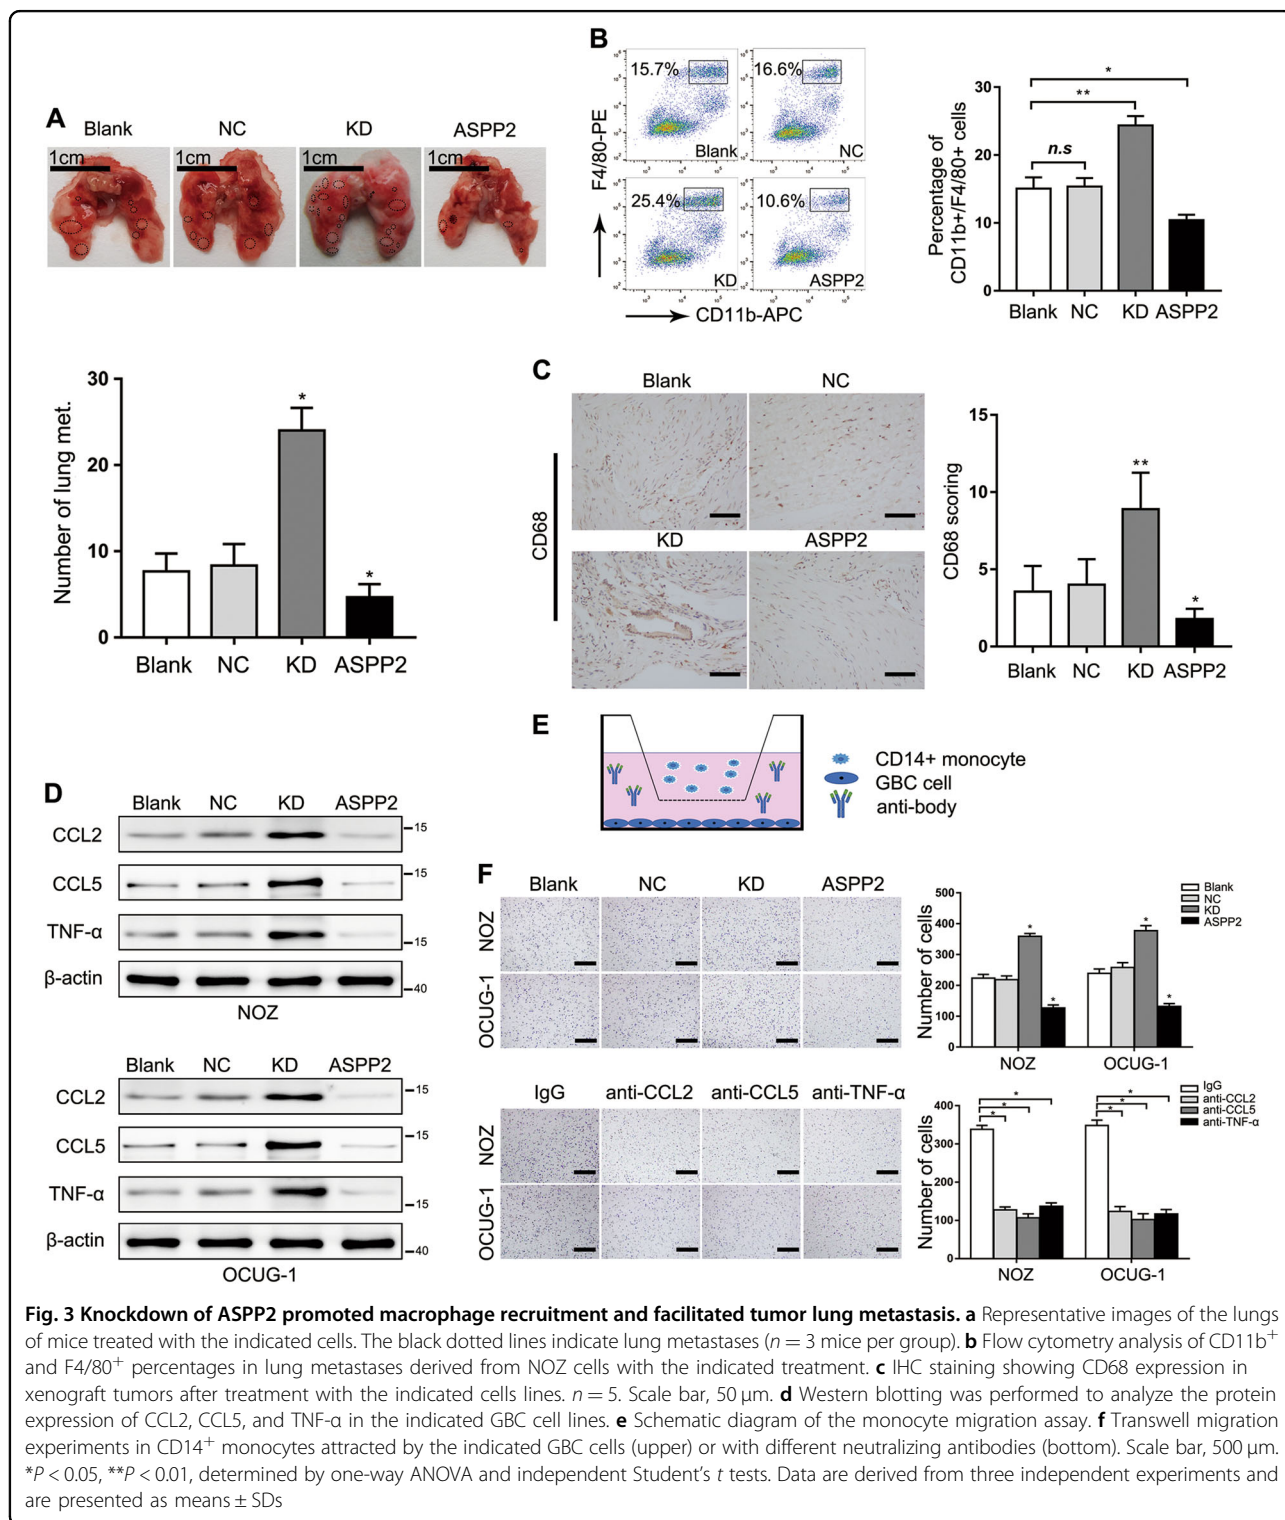 A
Blank NC KD ASPP2
1cm 1cm 1cm 1cm
Number of lung met.
30
20
10
0
Blank NC KD ASPP2
* *
B
F4/80-PE
15.7% 16.6%
Blank NC
25.4% 10.6%
KD ASPP2
10⁶ 10⁵ 10⁴ 10³
10³ 10⁴ 10⁵
CD11b-APC
Percentage of
CD11b+/F4/80+ cells
30
20
10
0
*
**
n.s
Blank NC KD ASPP2
C
Blank NC
CD68
KD ASPP2
CD68 scoring
15
10
5
0
** *
Blank NC KD ASPP2
D
Blank NC KD ASPP2
CCL2 15
CCL5 15
TNF-α 15
β-actin 40
NOZ
Blank NC KD ASPP2
CCL2 15
CCL5 15
TNF-α 15
β-actin 40
OCUG-1
E
CD14+ monocyte
GBC cell
anti-body
F
Blank NC KD ASPP2
NOZ
OCUG-1
Number of cells
500
400
300
200
100
0
* * * *
NOZ OCUG-1
Blank
NC
KD
ASPP2
IgG anti-CCL2 anti-CCL5 anti-TNF-α
NOZ
OCUG-1
Number of cells
400
300
200
100
0
* * * * * *
NOZ OCUG-1
IgG
anti-CCL2
anti-CCL5
anti-TNF-α
Fig. 3 Knockdown of ASPP2 promoted macrophage recruitment and facilitated tumor lung metastasis. a Representative images of the lungs
of mice treated with the indicated cells. The black dotted lines indicate lung metastases (n = 3 mice per group). b Flow cytometry analysis of CD11b⁺
and F4/80⁺ percentages in lung metastases derived from NOZ cells with the indicated treatment. c IHC staining showing CD68 expression in
xenograft tumors after treatment with the indicated cells lines. n = 5. Scale bar, 50 μm. d Western blotting was performed to analyze the protein
expression of CCL2, CCL5, and TNF-α in the indicated GBC cell lines. e Schematic diagram of the monocyte migration assay. f Transwell migration
experiments in CD14⁺ monocytes attracted by the indicated GBC cells (upper) or with different neutralizing antibodies (bottom). Scale bar, 500 μm.
*P < 0.05, **P < 0.01, determined by one-way ANOVA and independent Student's t tests. Data are derived from three independent experiments and
are presented as means ± SDs